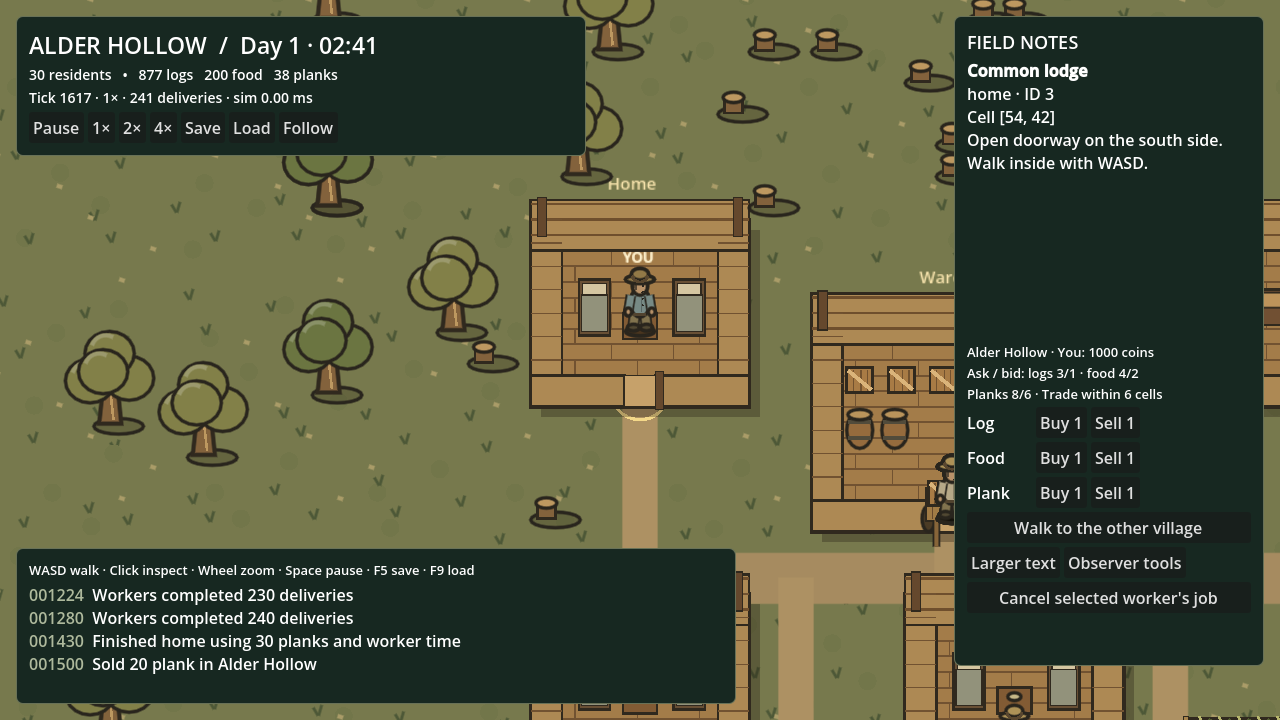 ALDER HOLLOW / Day 1 · 02:41
30 residents • 877 logs 200 food 38 planks
Tick 1617 · 1× · 241 deliveries · sim 0.00 ms
Pause 1× 2× 4× Save Load Follow
Home
YOU
FIELD NOTES
Common lodge
home · ID 3
Cell [54, 42]
Open doorway on the south side.
Walk inside with WASD.
Alder Hollow · You: 1000 coins
Ask / bid: logs 3/1 · food 4/2
Planks 8/6 · Trade within 6 cells
Log Buy 1 Sell 1
Food Buy 1 Sell 1
Plank Buy 1 Sell 1
Walk to the other village
Larger text Observer tools
Cancel selected worker's job
WASD walk · Click inspect · Wheel zoom · Space pause · F5 save · F9 load
001224 Workers completed 230 deliveries
001280 Workers completed 240 deliveries
001430 Finished home using 30 planks and worker time
001500 Sold 20 plank in Alder Hollow